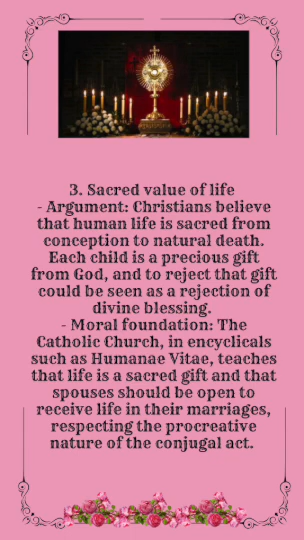 3. Sacred value of life
- Argument: Christians believe
that human life is sacred from
conception to natural death.
Each child is a precious gift
from God, and to reject that gift
could be seen as a rejection of
divine blessing.
- Moral foundation: The
Catholic Church, in encyclicals
such as Humanae Vitae, teaches
that life is a sacred gift and that
spouses should be open to
receive life in their marriages,
respecting the procreative
nature of the conjugal act.